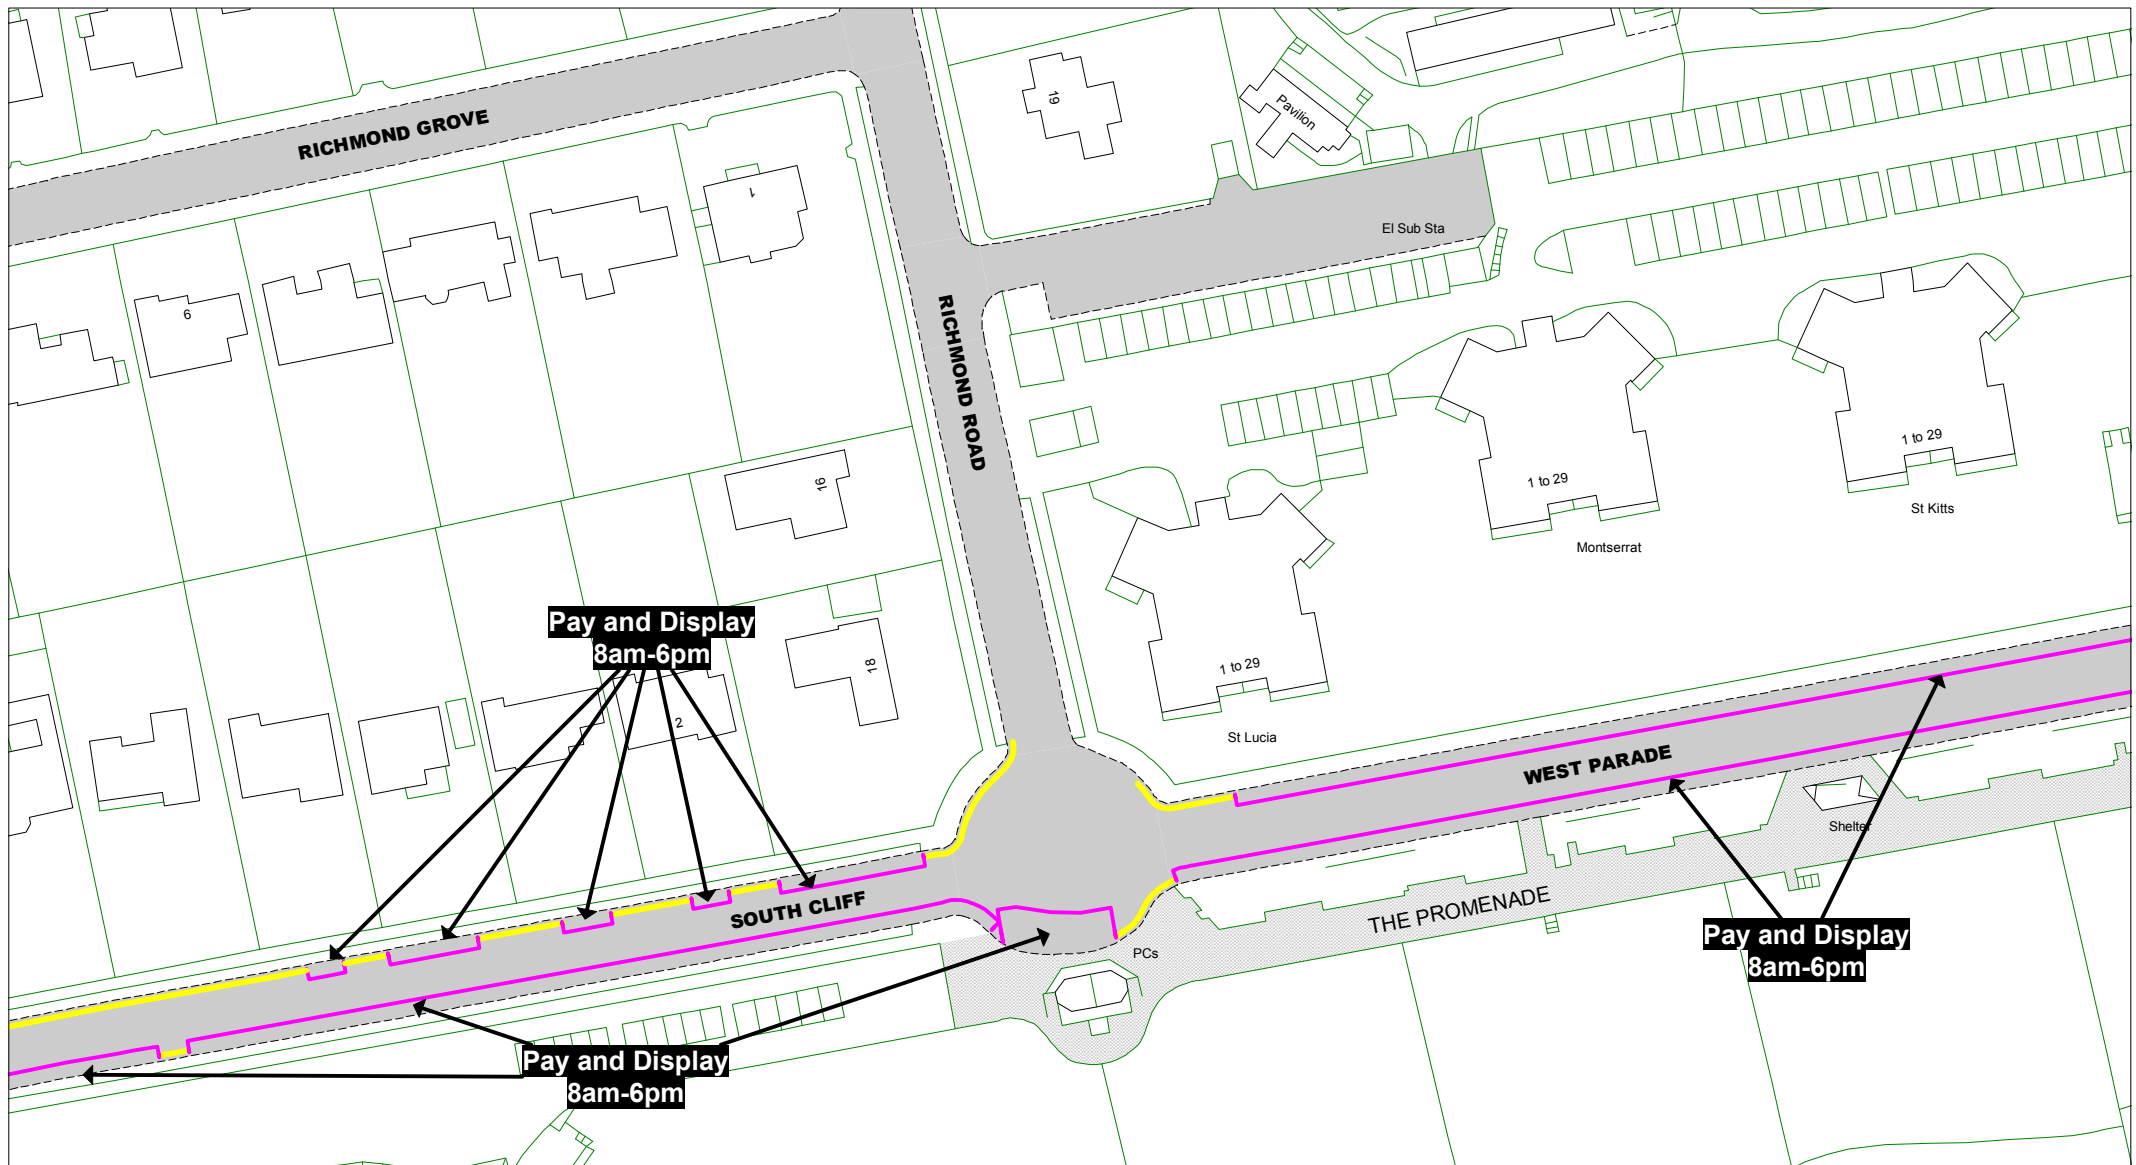 RICHMOND GROVE
19
Pavilion
1
El Sub Sta
6
RICHMOND ROAD
1 to 29
St Kitts
16
1 to 29
Montserrat
Pay and Display
8am-6pm
18
1 to 29
St Lucia
2
WEST PARADE
Shelter
SOUTH CLIFF
THE PROMENADE
PCs
Pay and Display
8am-6pm
Pay and Display
8am-6pm